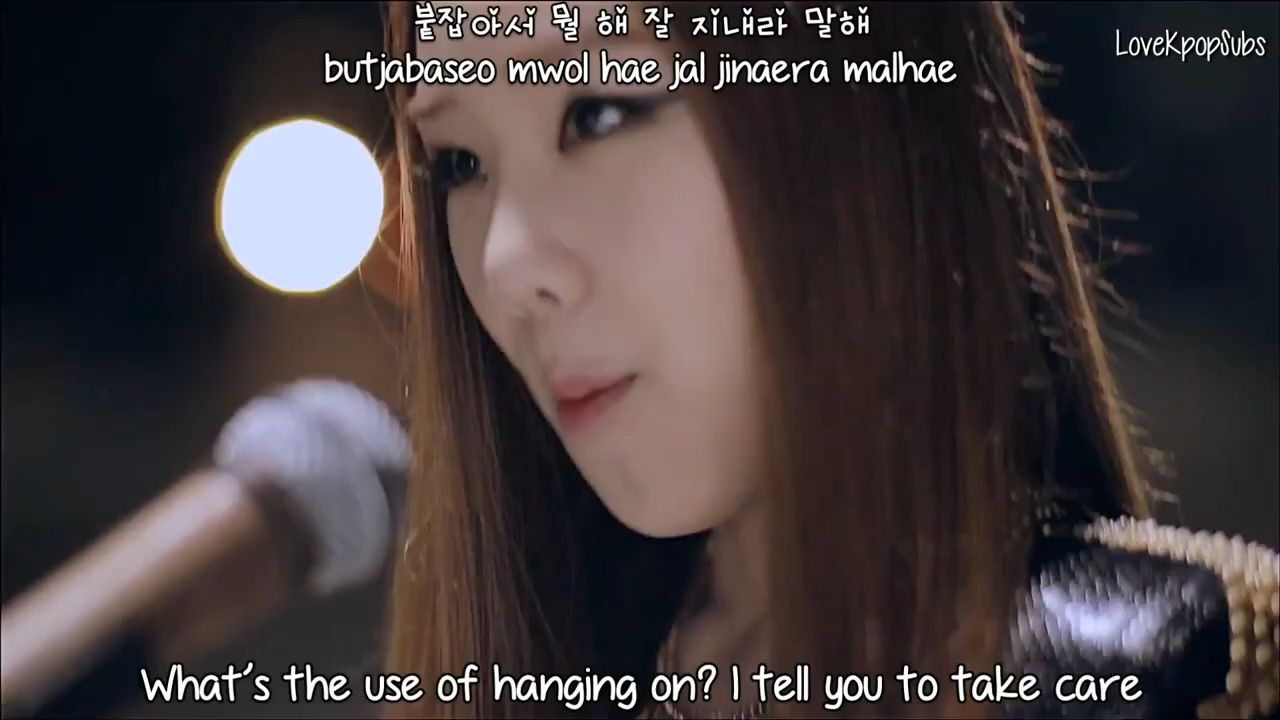 붙잡아서 뭘 해 잘 지내라 말해
butjabaseo mwol hae jal jinaera malhae
LoveKpopSubs
What's the use of hanging on? I tell you to take care